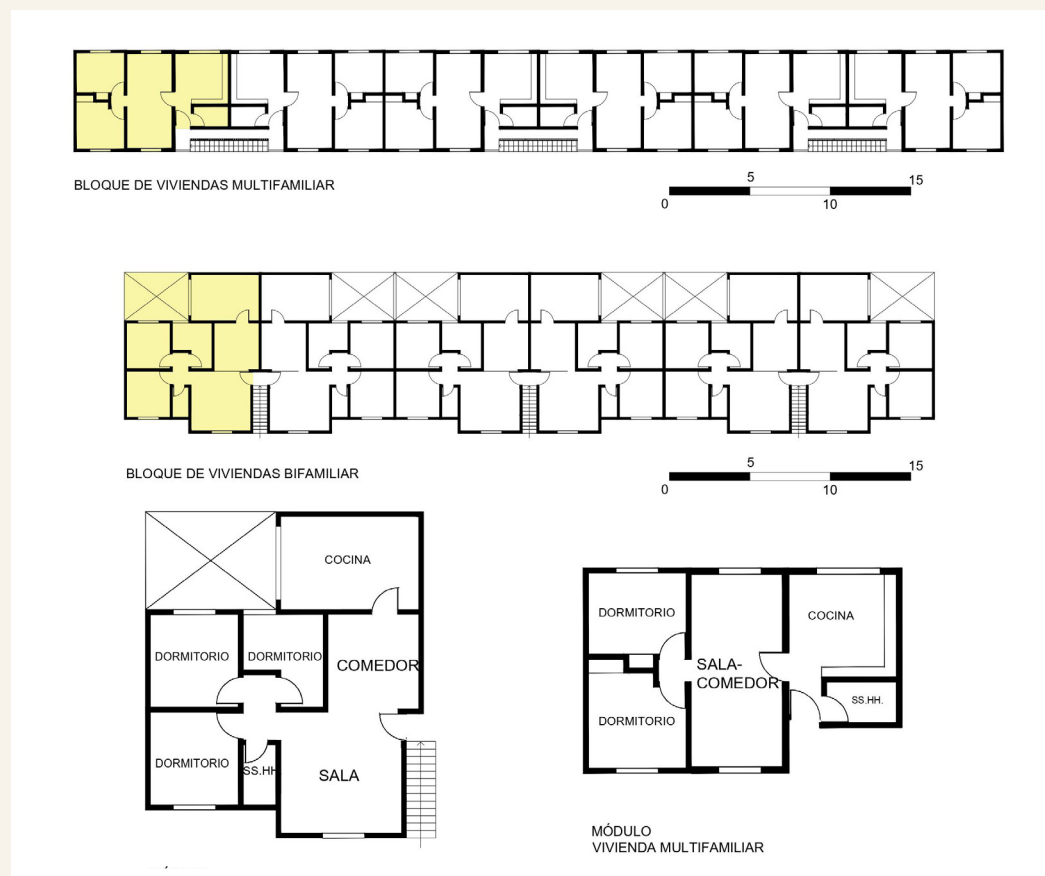 BLOQUE DE VIVIENDAS MULTIFAMILIAR
5
15
0
10
BLOQUE DE VIVIENDAS BIFAMILIAR
5
15
0
10
COCINA
DORMITORIO
DORMITORIO
COMEDOR
DORMITORIO
SS.HH.
SALA
DORMITORIO
COCINA
SALA-
COMEDOR
SS.HH.
DORMITORIO
MÓDULO
VIVIENDA MULTIFAMILIAR